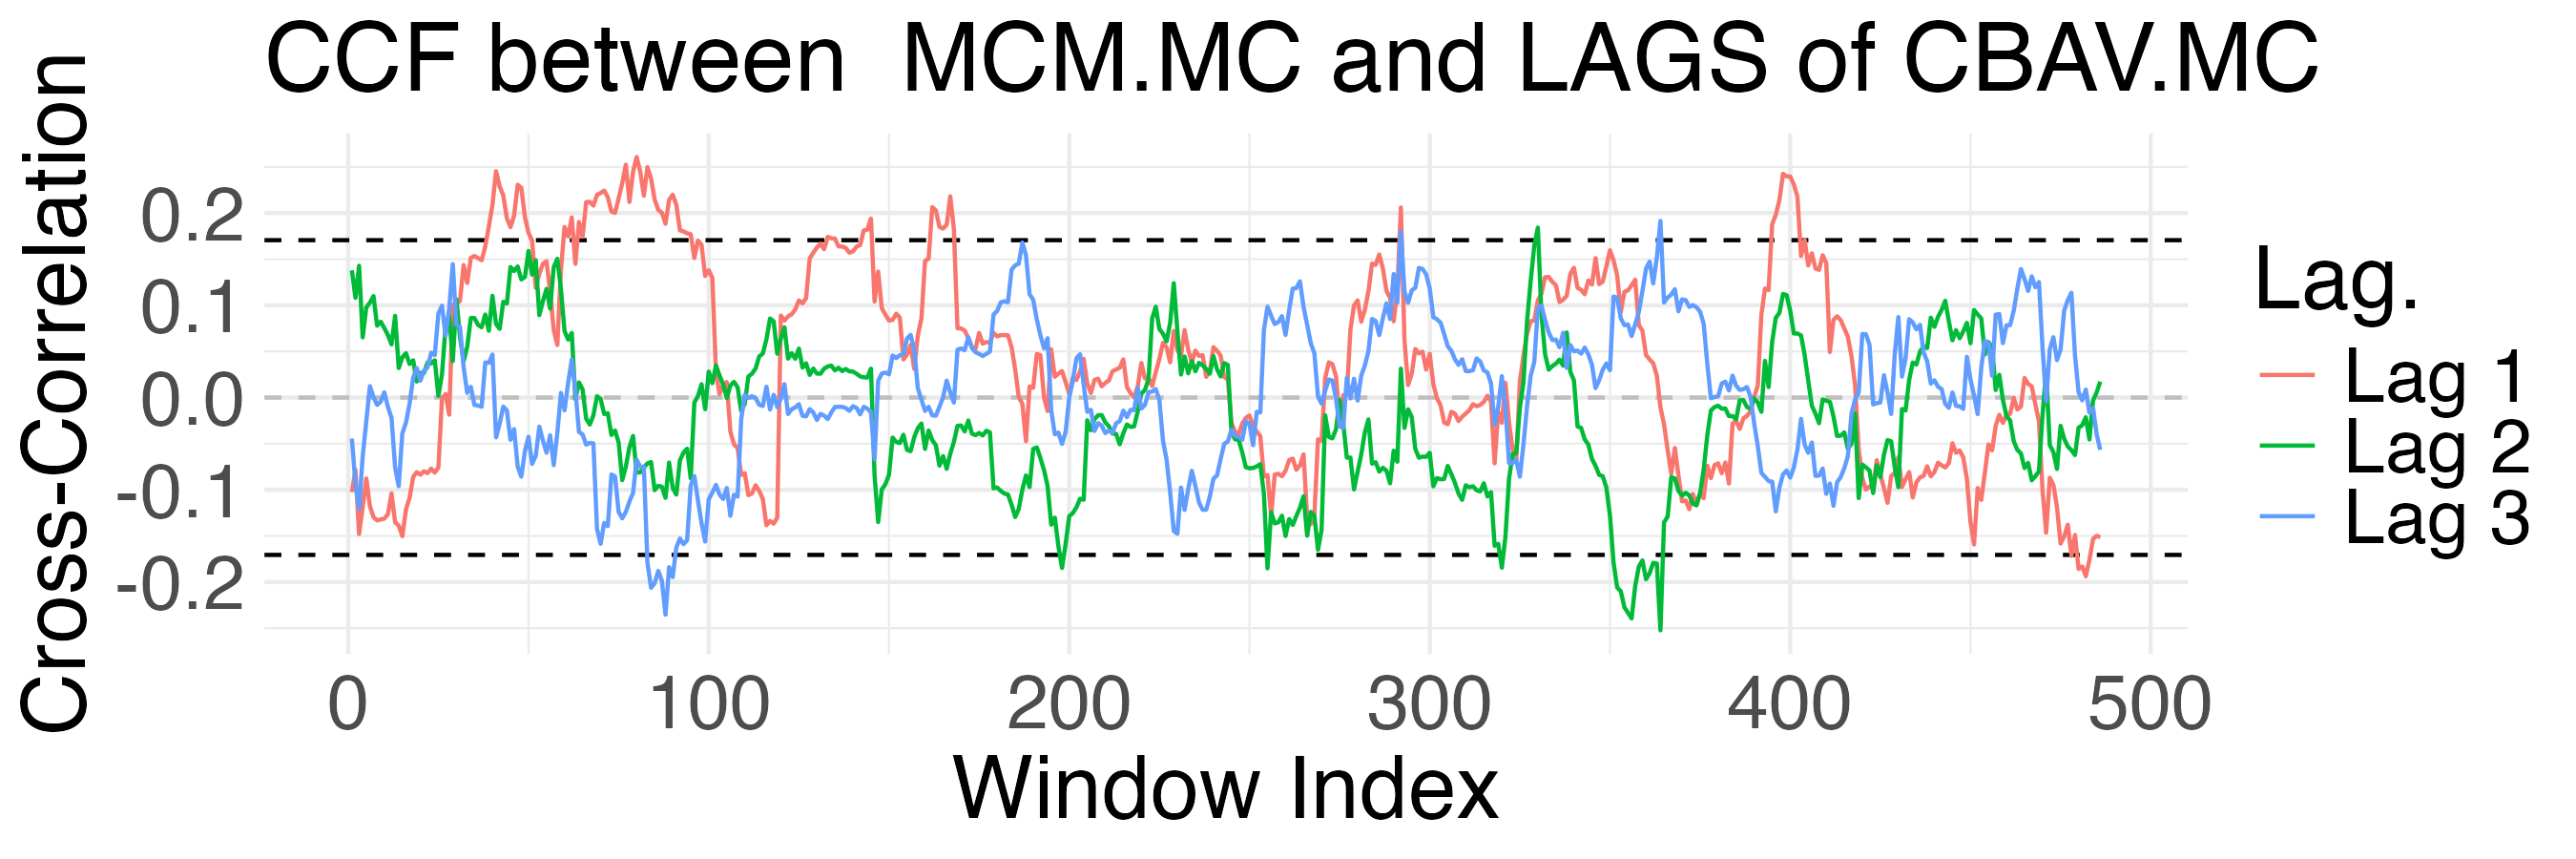 CCF between MCM.MC and LAGS of CBAV.MC
Cross-Correlation
0.2
0.1
0.0
-0.1
-0.2
0 100 200 300 400 500
Window Index
Lag.
Lag 1
Lag 2
Lag 3